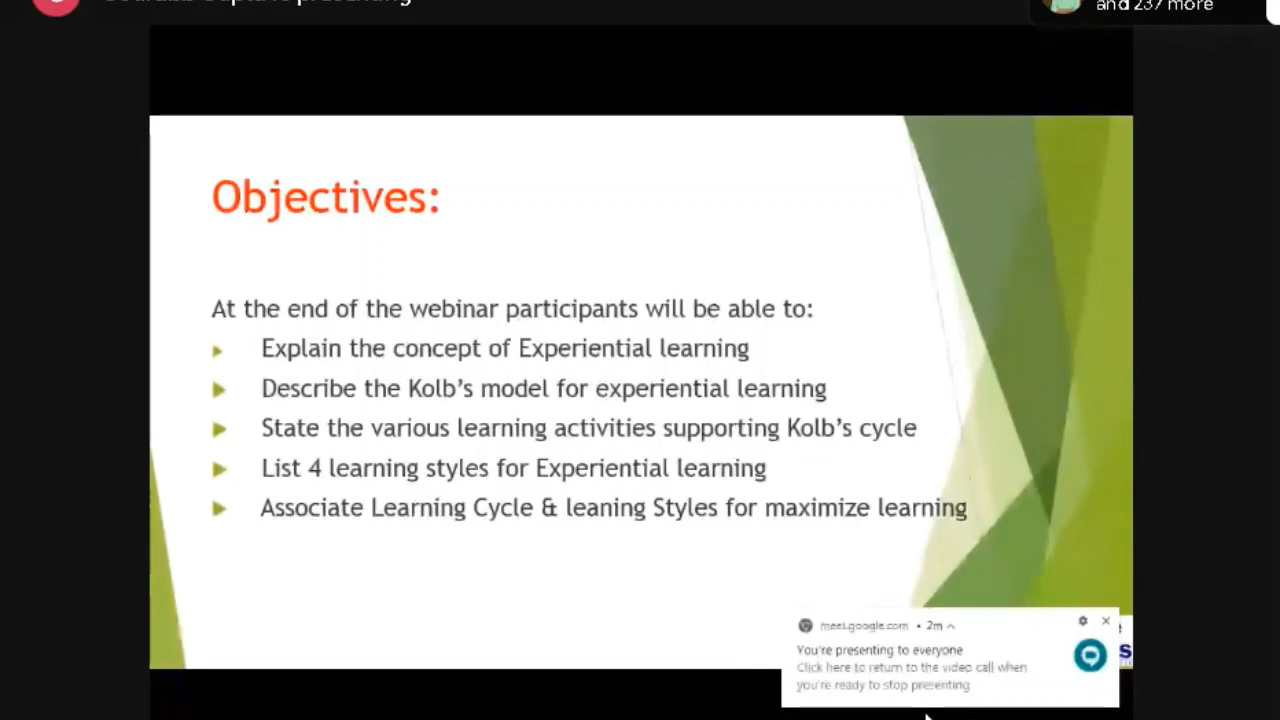 is presenting
and 237 more
Objectives:
At the end of the webinar participants will be able to:
Explain the concept of Experiential learning
Describe the Kolb's model for experiential learning
State the various learning activities supporting Kolb's cycle
List 4 learning styles for Experiential learning
Associate Learning Cycle & leaning Styles for maximize learning
meet.google.com • 2m
You're presenting to everyone
Click here to return to the video call when
you're ready to stop presenting